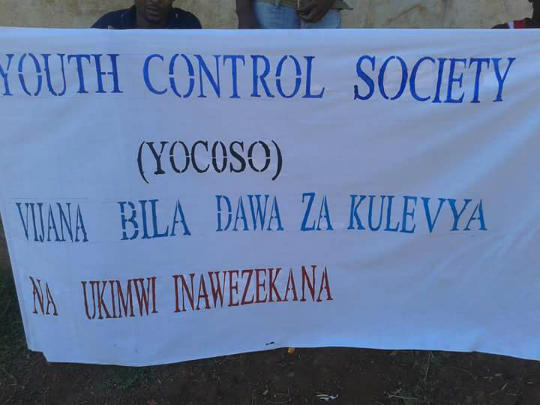 YOUTH CONTROL SOCIETY
(YOCOSO)
VIJANA BILA DAWA ZA KULEVYA
NA UKIMWI INAWEZEKANA